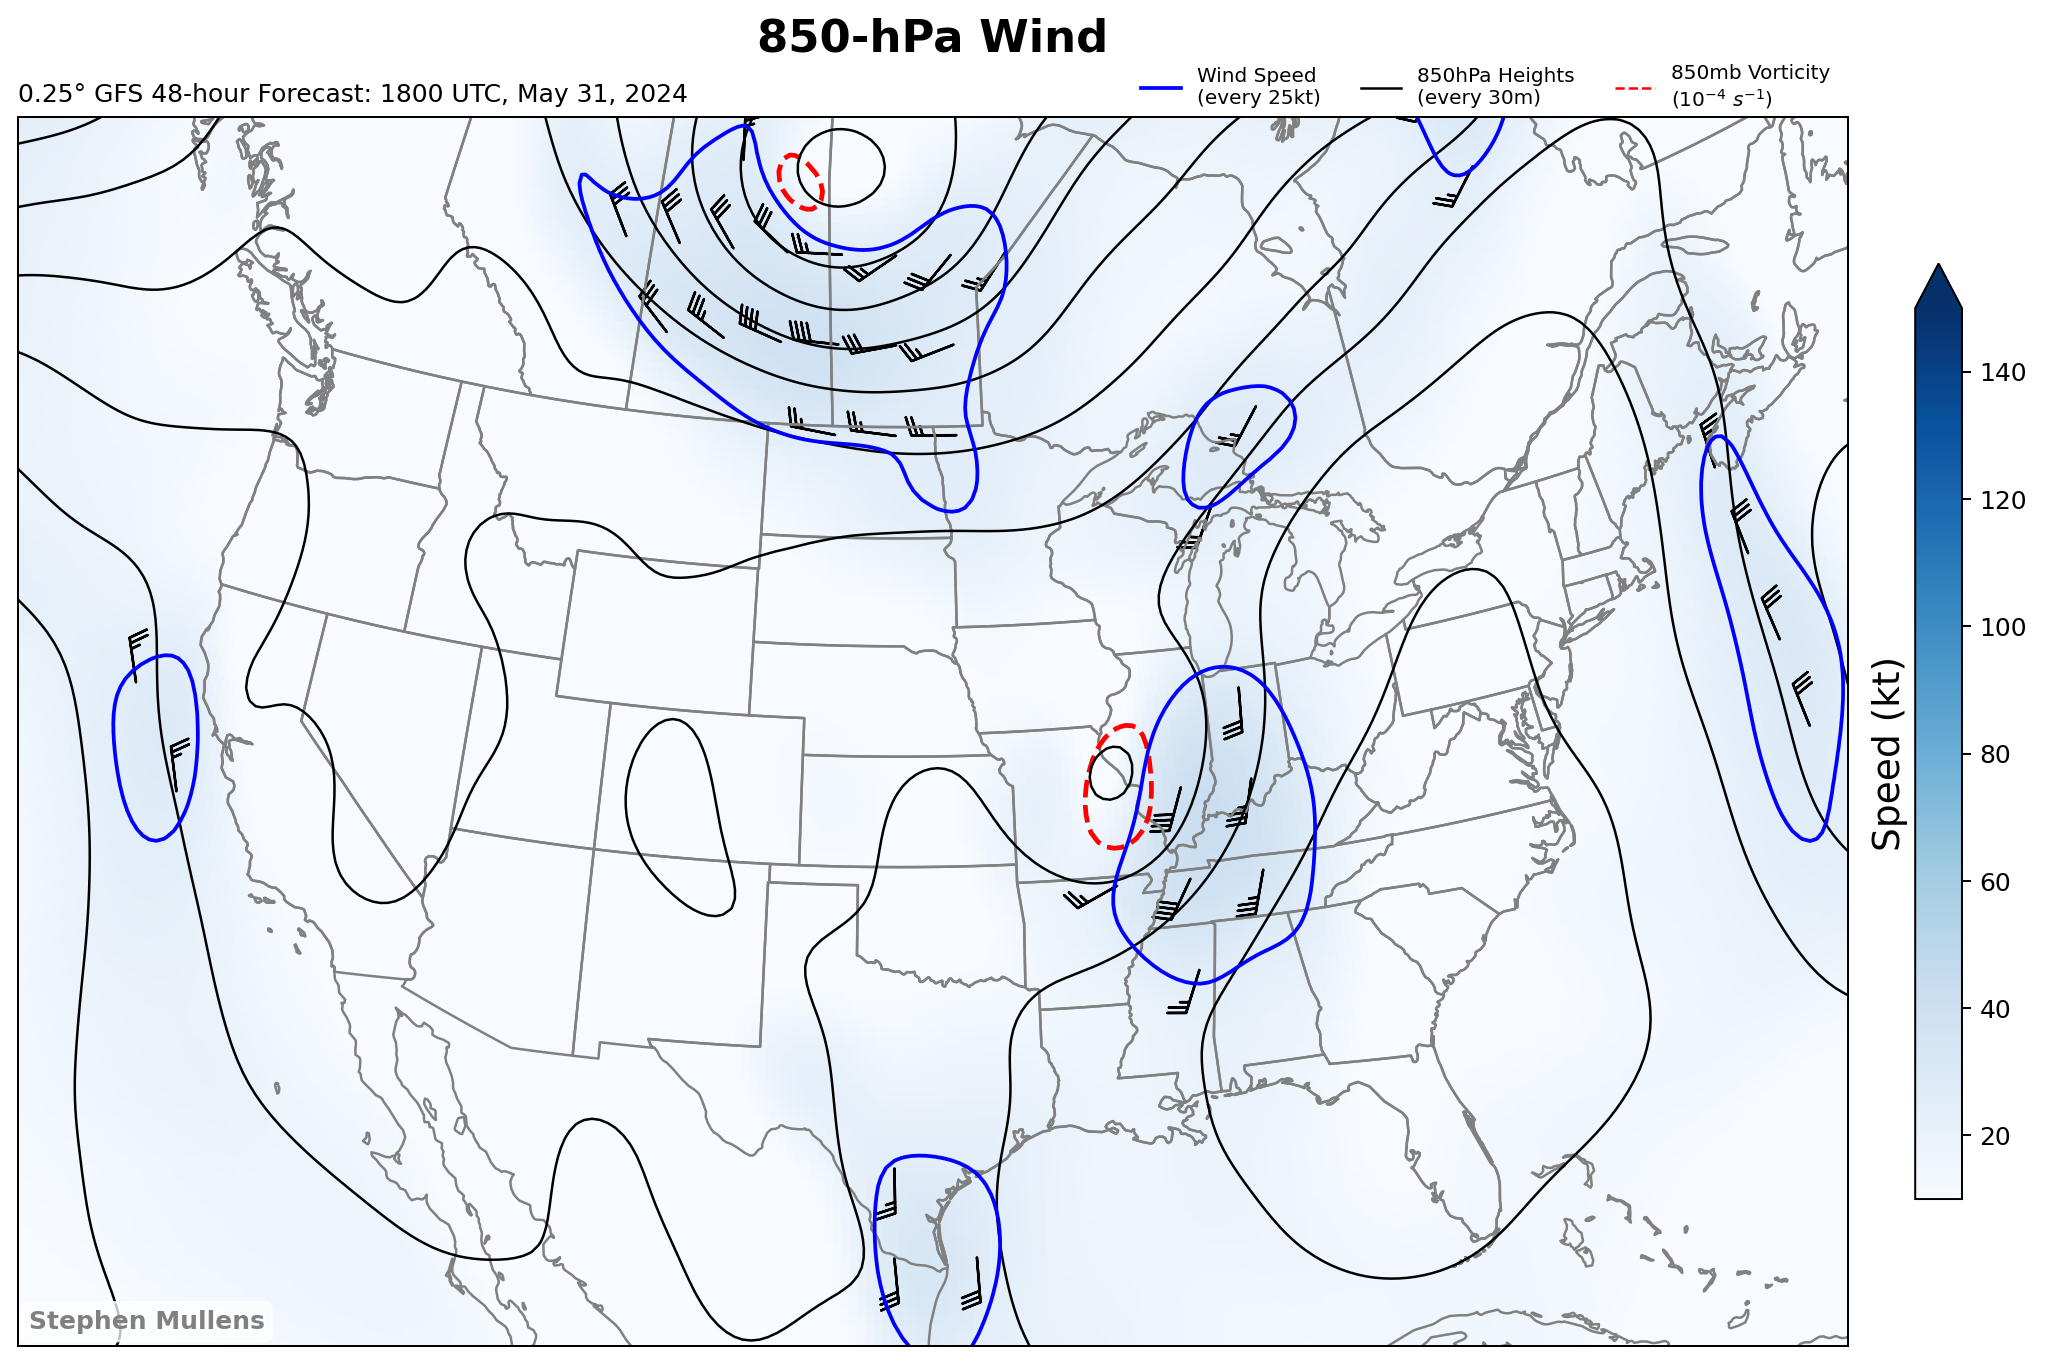 850-hPa Wind
0.25° GFS 48-hour Forecast: 1800 UTC, May 31, 2024
Wind Speed
(every 25kt)
850hPa Heights
(every 30m)
850mb Vorticity
(10⁻⁴ s⁻¹)
140
120
100
80
60
40
20
Speed (kt)
Stephen Mullens